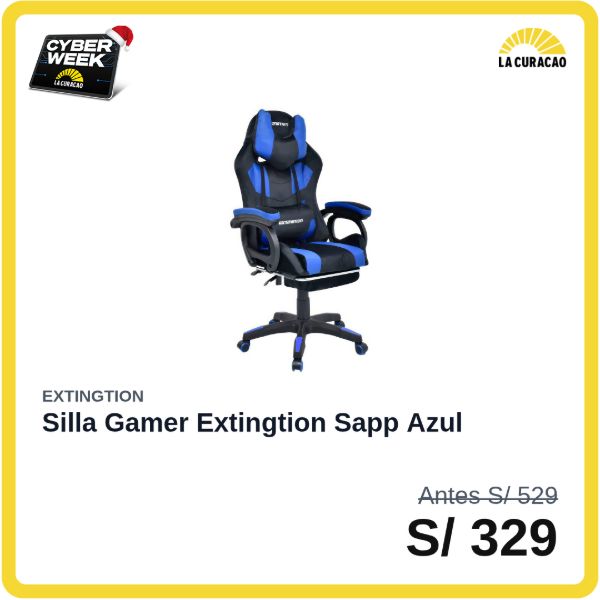 CYBER
WEEK
LA CURACAO
LA CURACAO
EXTINGTION
Silla Gamer Extingtion Sapp Azul
Antes S/ 529
S/ 329